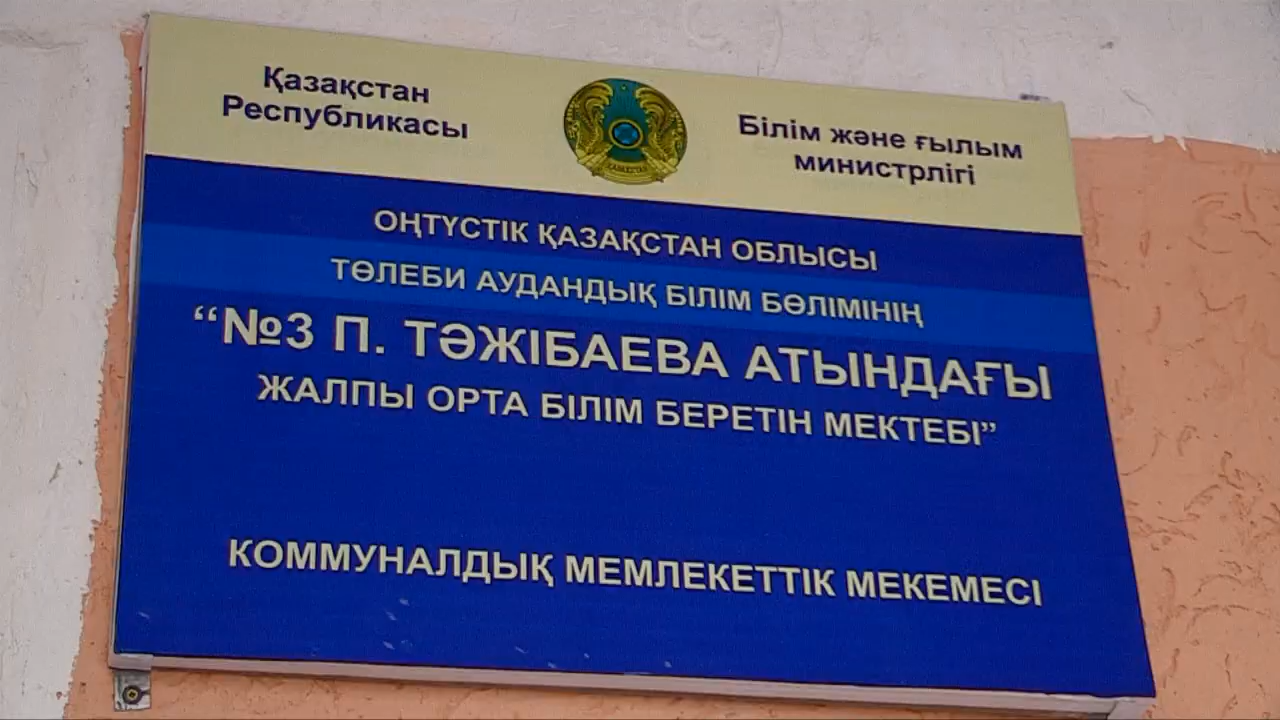 Қазақстан
Республикасы
Білім және ғылым
министрлігі
ОҢТҮСТІК ҚАЗАҚСТАН ОБЛЫСЫ
ТӨЛЕБИ АУДАНДЫҚ БІЛІМ БӨЛІМІНІҢ
“№3 П. ТӘЖІБАЕВА АТЫНДАҒЫ
ЖАЛПЫ ОРТА БІЛІМ БЕРЕТІН МЕКТЕБІ”
КОММУНАЛДЫҚ МЕМЛЕКЕТТІК МЕКЕМЕСІ